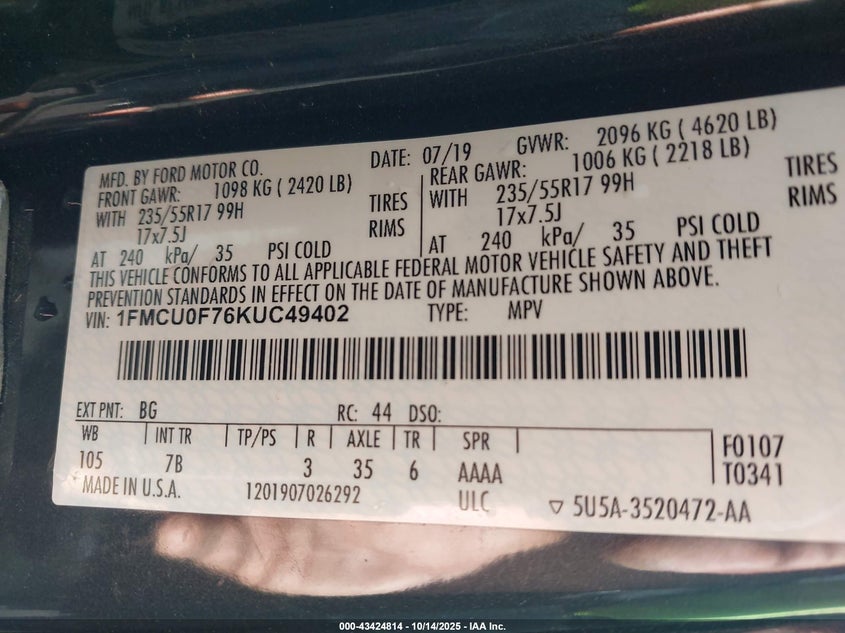 MFD. BY FORD MOTOR CO.
DATE: 07/19 GVWR: 2096 KG ( 4620 LB)
FRONT GAWR: 1098 KG ( 2420 LB)
WITH 235/55R17 99H TIRES
17x7.5J RIMS
AT 240 kPa/ 35 PSI COLD
REAR GAWR: 1006 KG ( 2218 LB)
WITH 235/55R17 99H TIRES
17x7.5J RIMS
AT 240 kPa/ 35 PSI COLD
THIS VEHICLE CONFORMS TO ALL APPLICABLE FEDERAL MOTOR VEHICLE SAFETY AND THEFT
PREVENTION STANDARDS IN EFFECT ON THE DATE OF MANUFACTURE SHOWN ABOVE.
VIN: 1FMCU0F76KUC49402 TYPE: MPV
EXT PNT: BG RC: 44 DSO:
WB INT TR TP/PS R AXLE TR SPR
105 7B 3 35 6 AAAA
F0107
T0341
*MADE IN U.S.A. 1201907026292 ULC ▽ 5U5A-3520472-AA
000-43424814 - 10/14/2025 - IAA Inc.